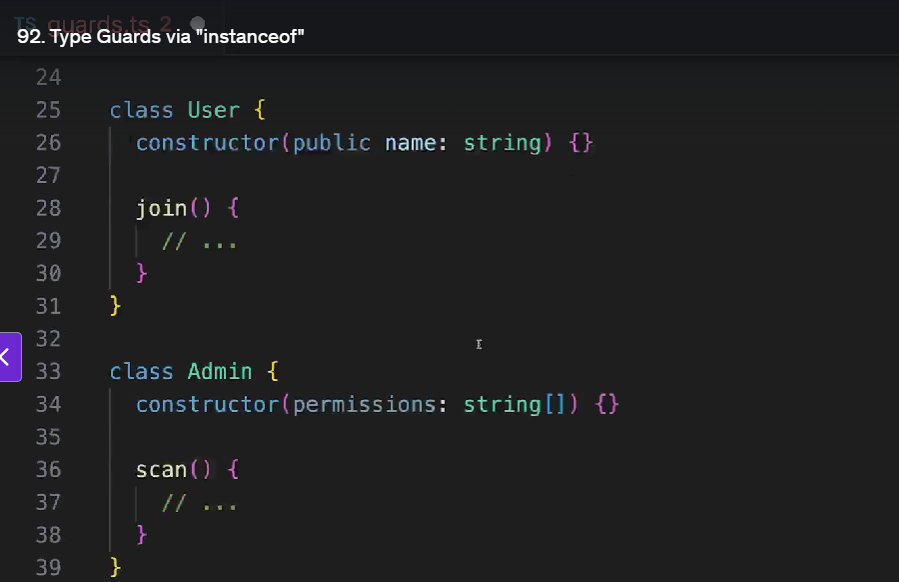 TS guards.ts 2
92. Type Guards via "instanceof"
24
25 class User {
26 constructor(public name: string) {}
27
28 join() {
29 // ...
30 }
31 }
32
33 class Admin {
34 constructor(permissions: string[]) {}
35
36 scan() {
37 // ...
38 }
39 }